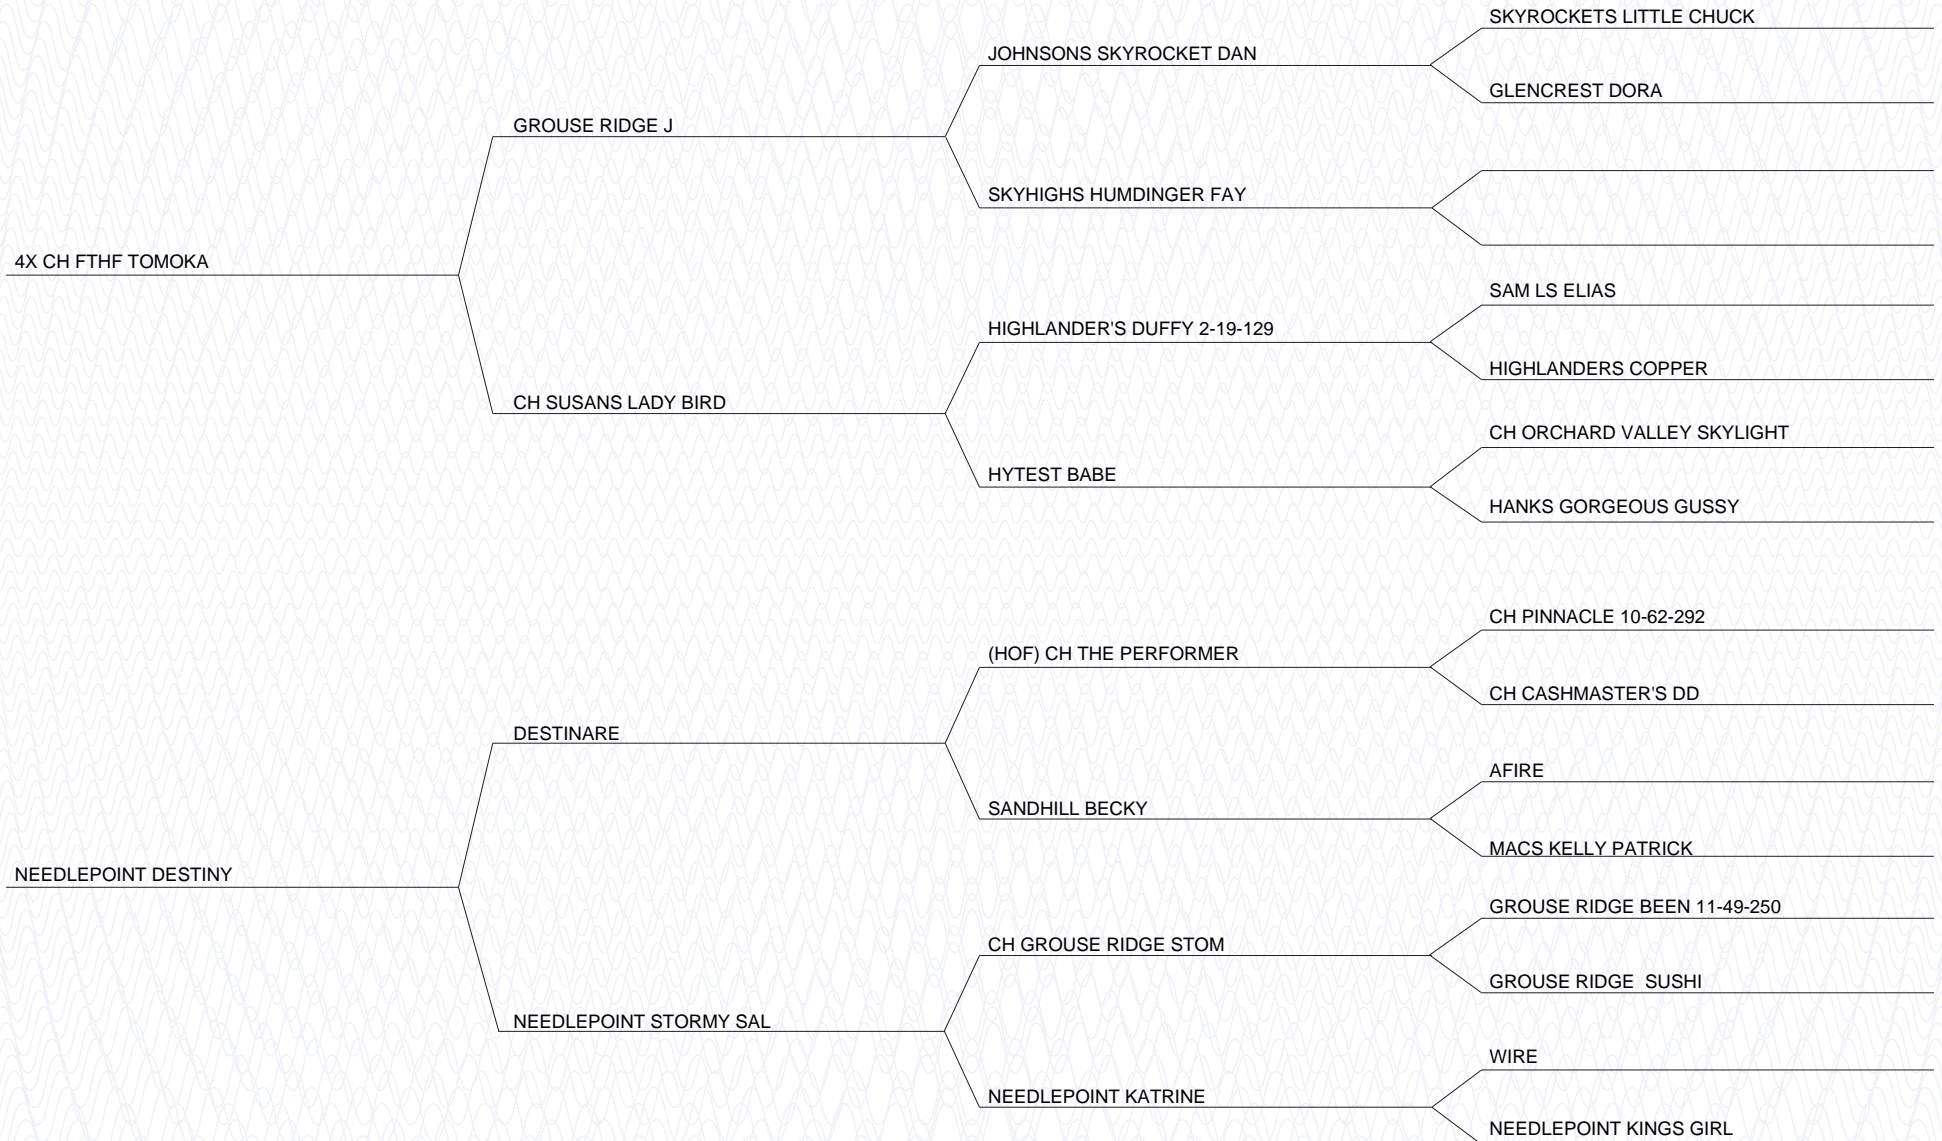 SKYROCKETS LITTLE CHUCK
JOHNSONS SKYROCKET DAN
GLENCREST DORA
GROUSE RIDGE J
SKYHIGHS HUMDINGER FAY
4X CH FTHF TOMOKA
SAM LS ELIAS
HIGHLANDER'S DUFFY 2-19-129
HIGHLANDERS COPPER
CH SUSANS LADY BIRD
CH ORCHARD VALLEY SKYLIGHT
HYTEST BABE
HANKS GORGEOUS GUSSY
CH PINNACLE 10-62-292
(HOF) CH THE PERFORMER
CH CASHMASTER'S DD
DESTINARE
AFIRE
SANDHILL BECKY
MACS KELLY PATRICK
NEEDLEPOINT DESTINY
GROUSE RIDGE BEEN 11-49-250
CH GROUSE RIDGE STOM
GROUSE RIDGE  SUSHI
NEEDLEPOINT STORMY SAL
WIRE
NEEDLEPOINT KATRINE
NEEDLEPOINT KINGS GIRL